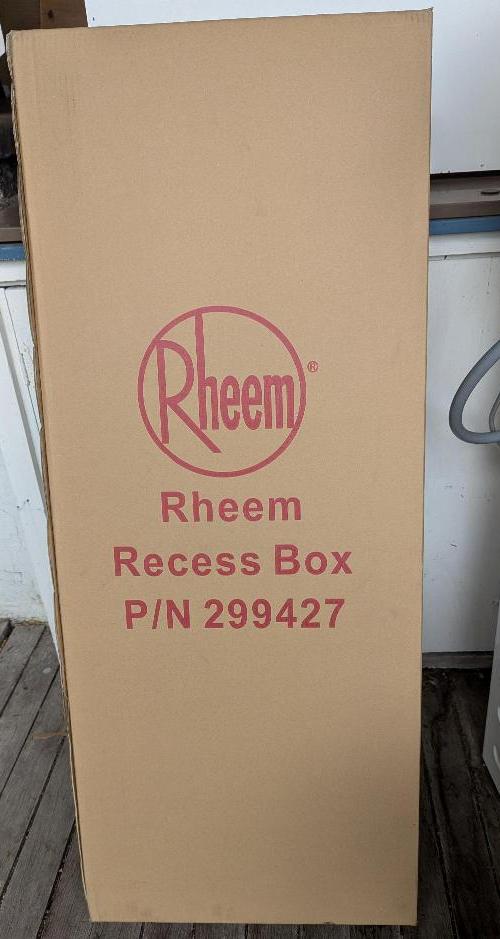 Rheem®
Rheem
Recess Box
P/N 299427